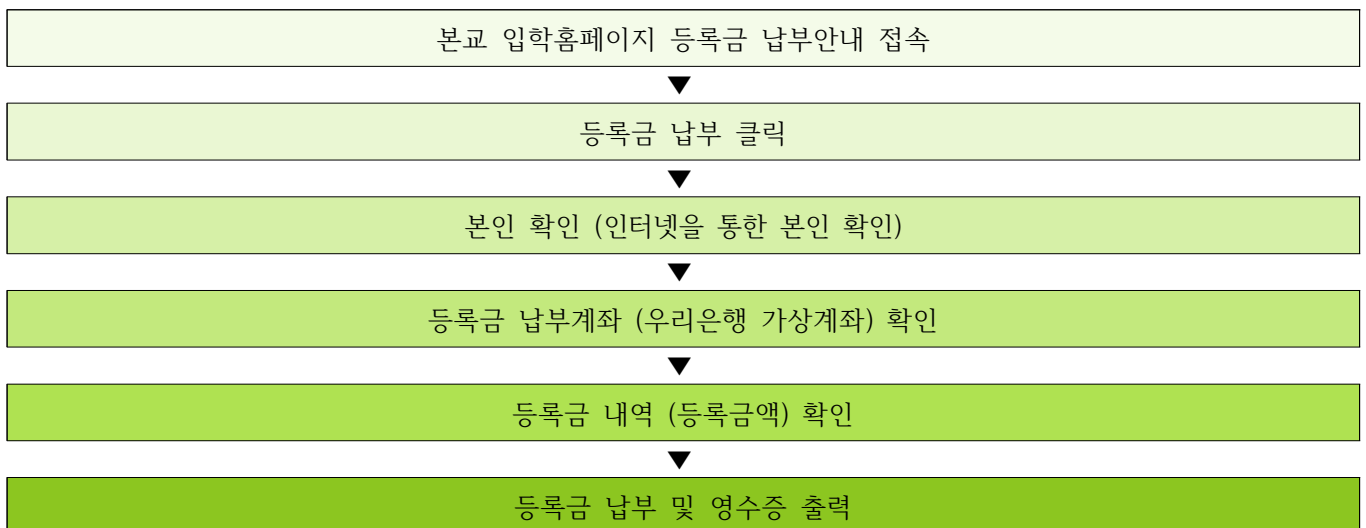 본교 입학홈페이지 등록금 납부안내 접속
▼
등록금 납부 클릭
▼
본인 확인 (인터넷을 통한 본인 확인)
▼
등록금 납부계좌 (우리은행 가상계좌) 확인
▼
등록금 내역 (등록금액) 확인
▼
등록금 납부 및 영수증 출력